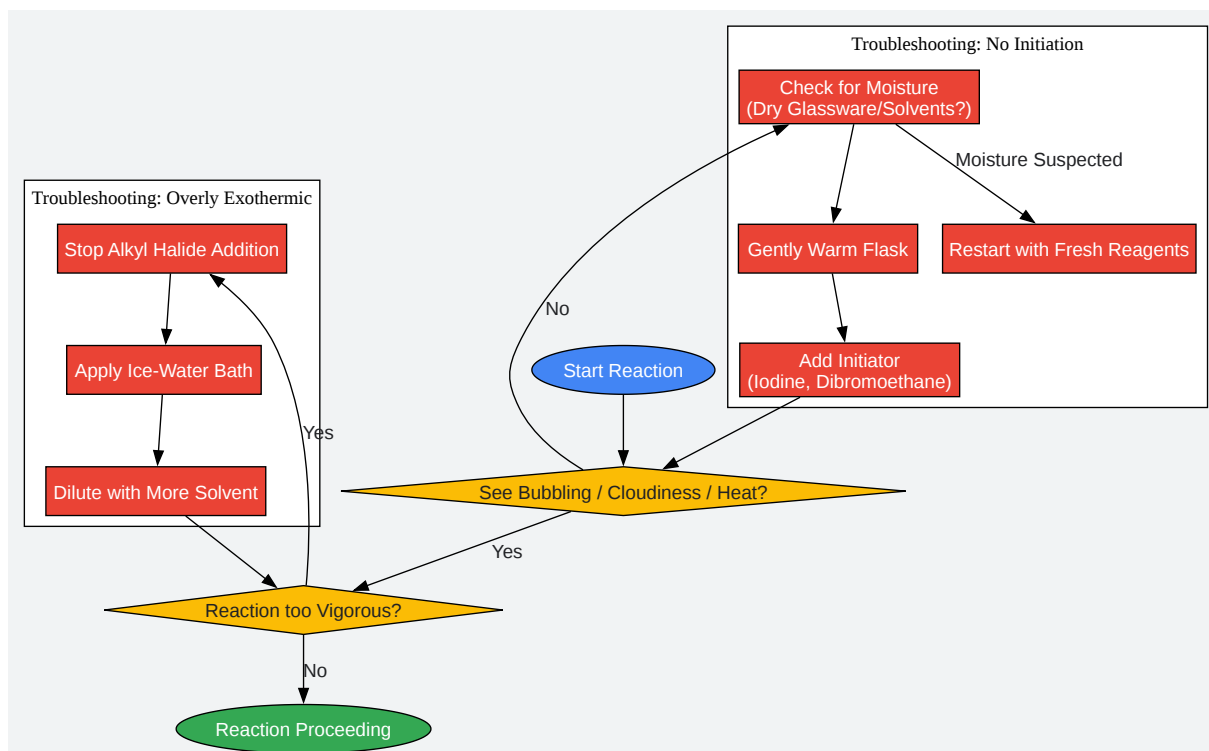 Troubleshooting: No Initiation
Check for Moisture
(Dry Glassware/Solvents?)
Moisture Suspected
Troubleshooting: Overly Exothermic
Stop Alkyl Halide Addition
Gently Warm Flask
Restart with Fresh Reagents
No
Apply Ice-Water Bath
Start Reaction
Add Initiator
(Iodine, Dibromoethane)
Yes
Dilute with More Solvent
See Bubbling / Cloudiness / Heat?
Yes
Reaction too Vigorous?
No
Reaction Proceeding